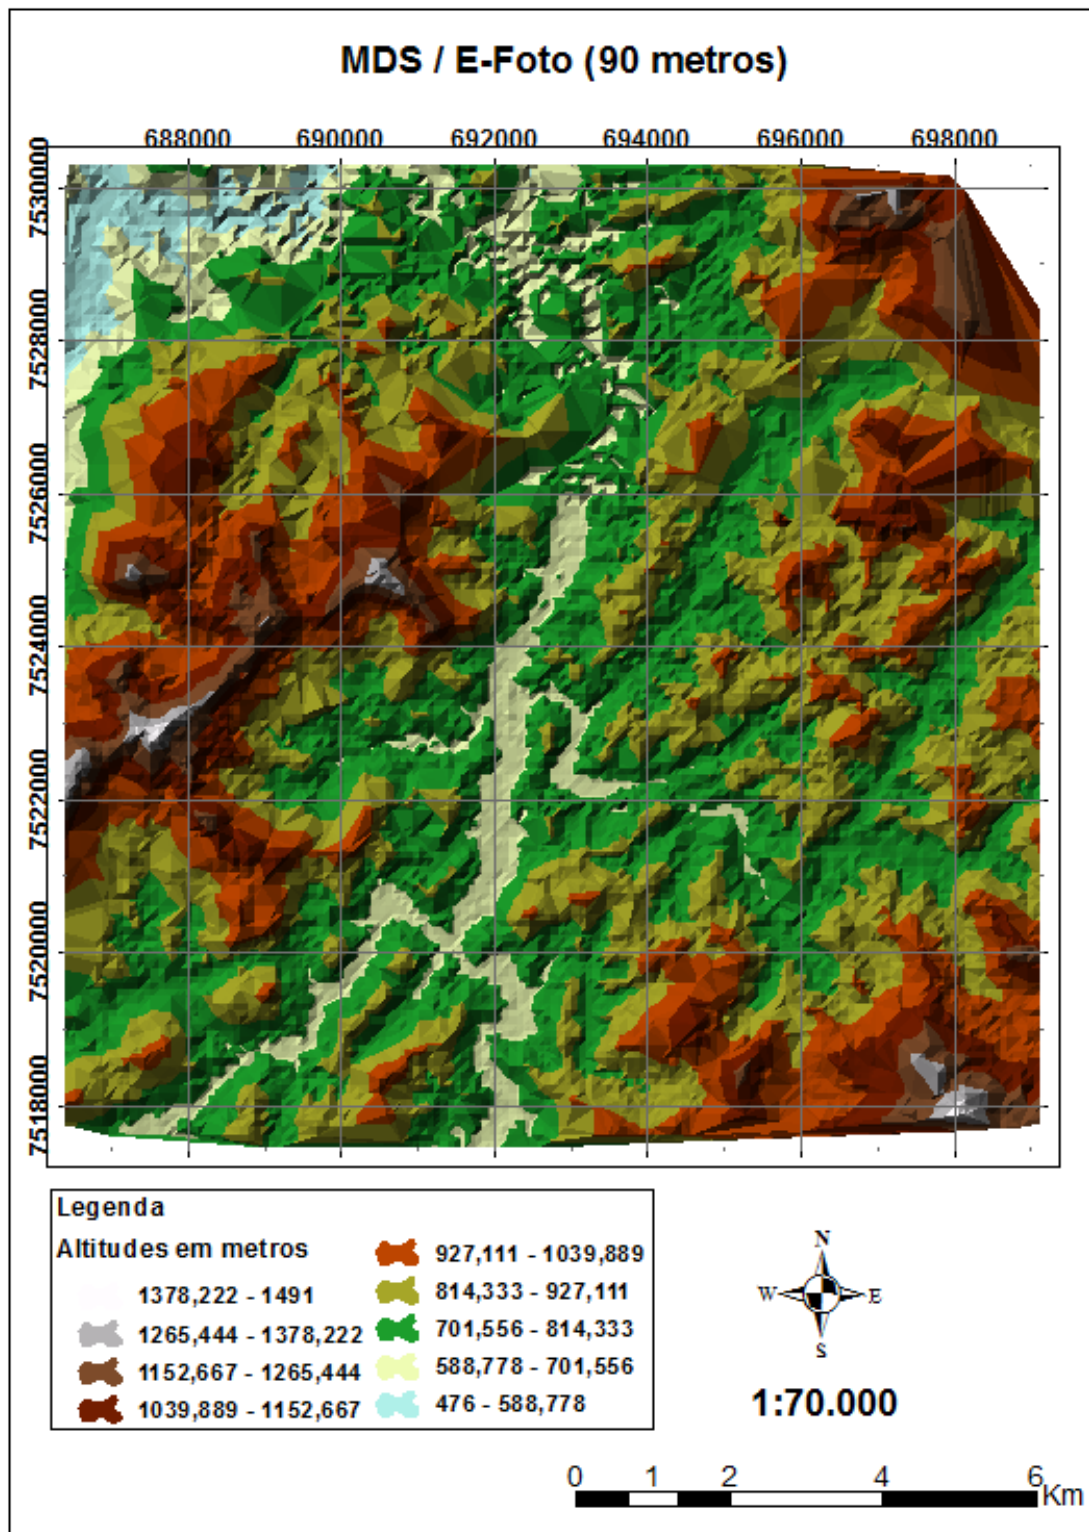 MDS / E-Foto (90 metros)
688000 690000 692000 694000 696000 698000
7530000
7528000
7526000
7524000
7522000
7520000
7518000
Legenda
Altitudes em metros
1378,222 - 1491
1265,444 - 1378,222
1152,667 - 1265,444
1039,889 - 1152,667
927,111 - 1039,889
814,333 - 927,111
701,556 - 814,333
588,778 - 701,556
476 - 588,778
N
W E
S
1:70.000
0 1 2 4 6
Km